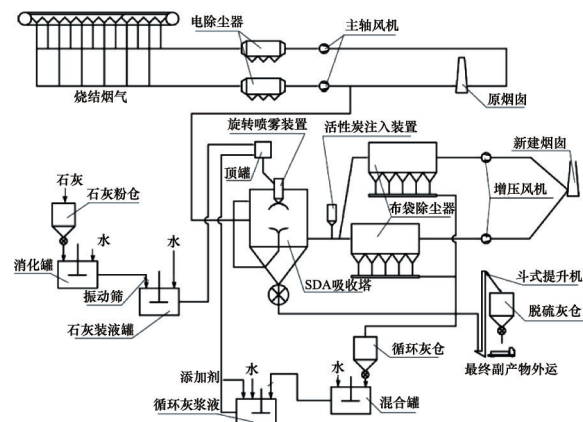 电除尘器
主轴风机
烧结烟气
原烟囱
旋转喷雾装置
活性炭注入装置
新建烟囱
顶罐
石灰
石灰粉仓
布袋除尘器
增压风机
水
水
消化罐
振动筛
SDA吸收塔
斗式提升机
脱硫灰仓
石灰装液罐
循环灰仓
最终副产物外运
水
水
添加剂
循环灰浆液
混合罐